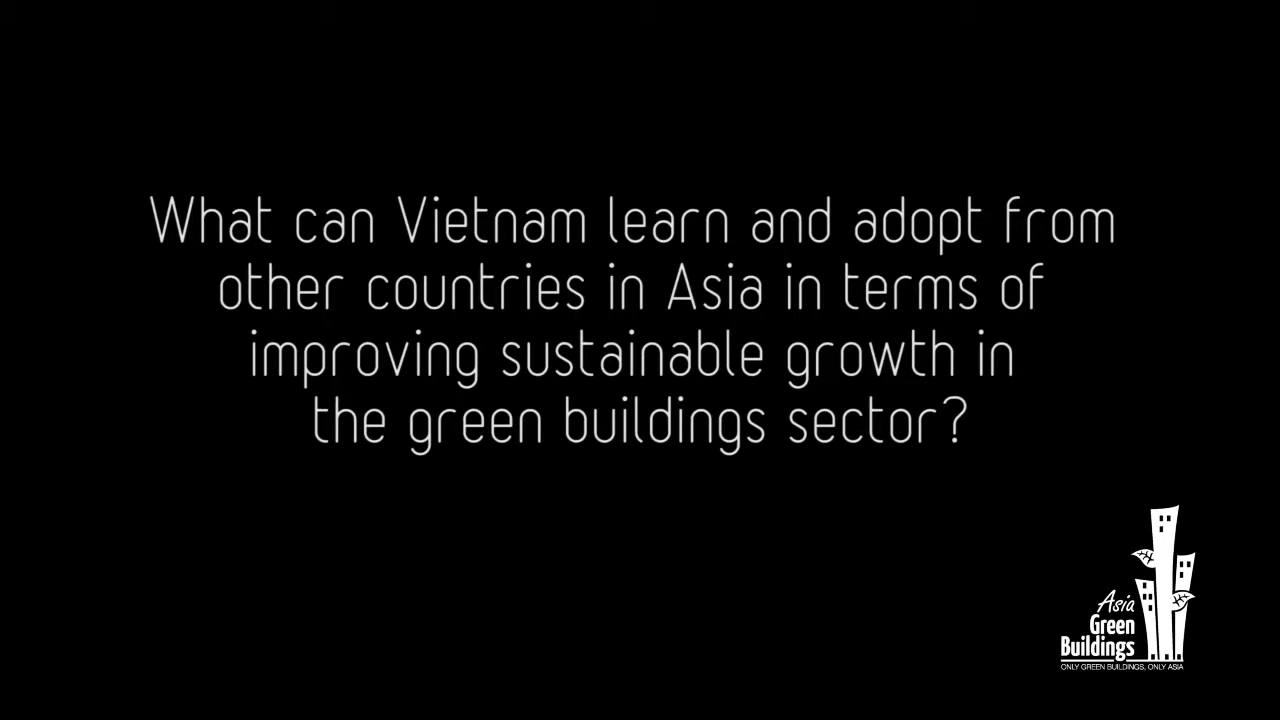 What can Vietnam learn and adopt from
other countries in Asia in terms of
improving sustainable growth in
the green buildings sector?
Asia
Green
Buildings
ONLY GREEN BUILDINGS, ONLY ASIA